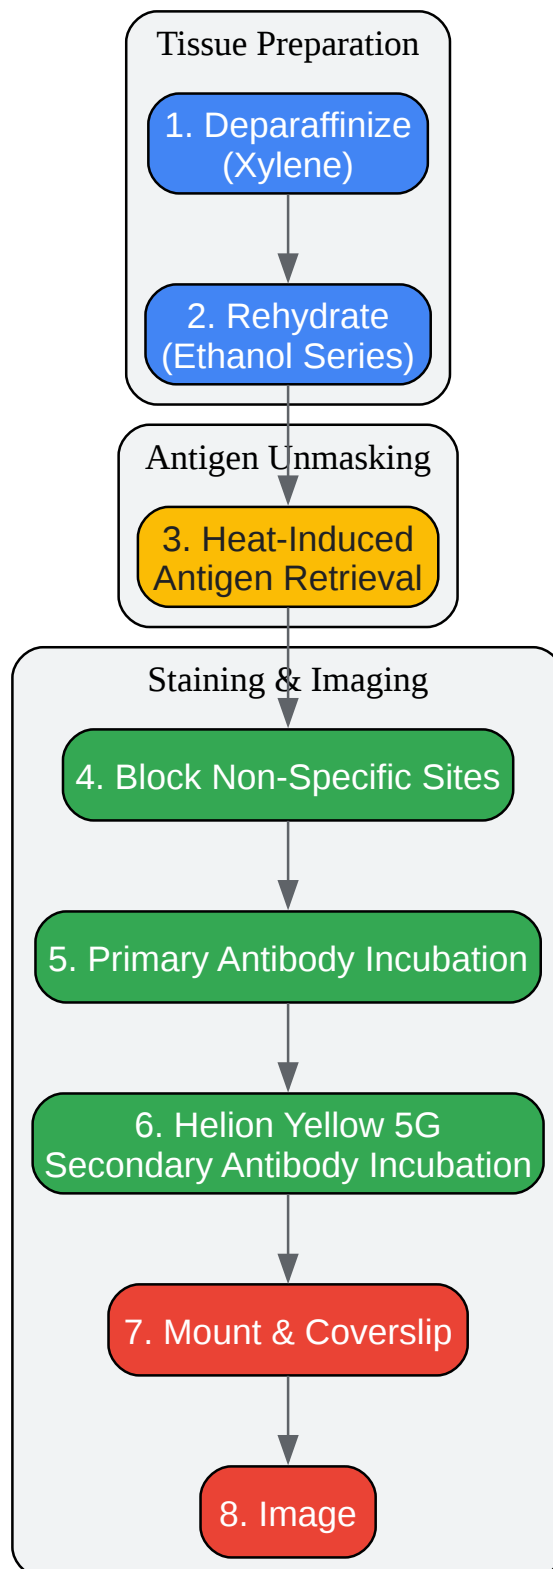 Tissue Preparation
1. Deparaffinize
(Xylene)
2. Rehydrate
(Ethanol Series)
Antigen Unmasking
3. Heat-Induced
Antigen Retrieval
Staining & Imaging
4. Block Non-Specific Sites
5. Primary Antibody Incubation
6. Helion Yellow 5G
Secondary Antibody Incubation
7. Mount & Coverslip
8. Image